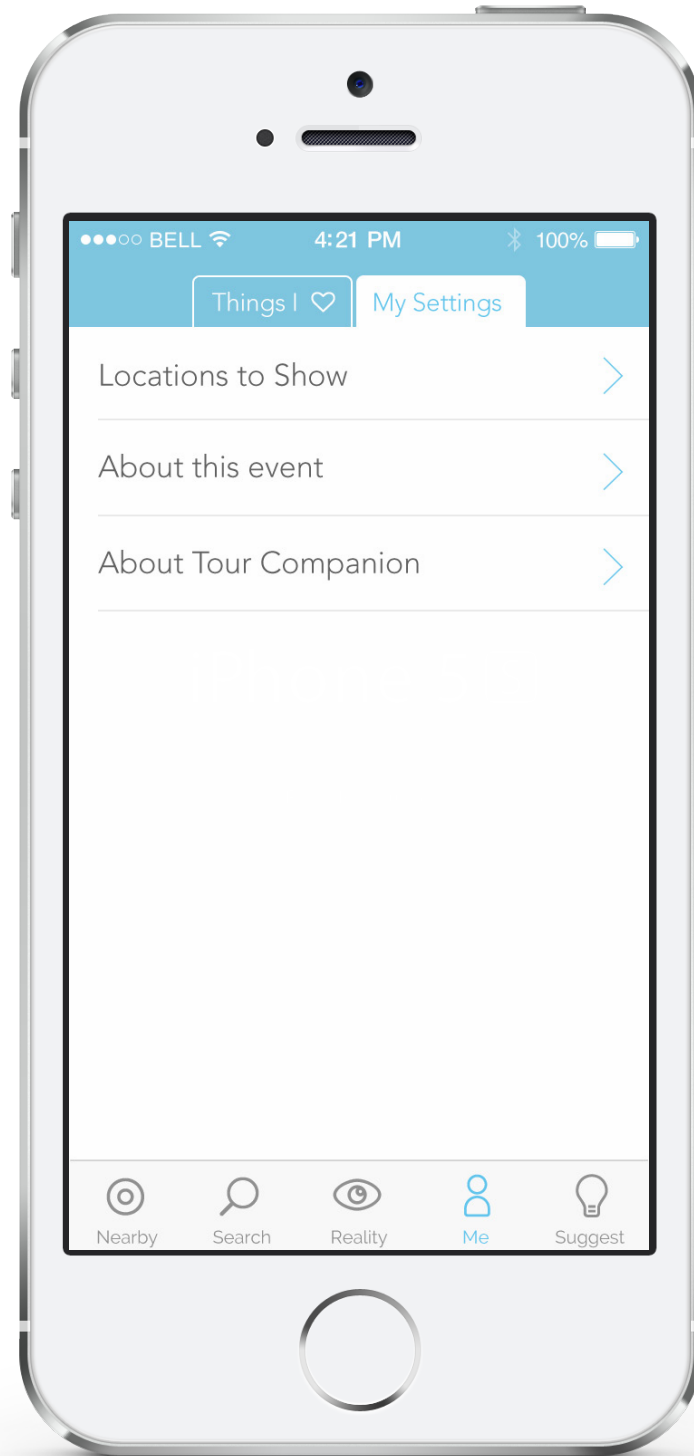 BELL 4:21 PM 100%
Things I ♡ My Settings
Locations to Show
About this event
About Tour Companion
Nearby Search Reality Me Suggest